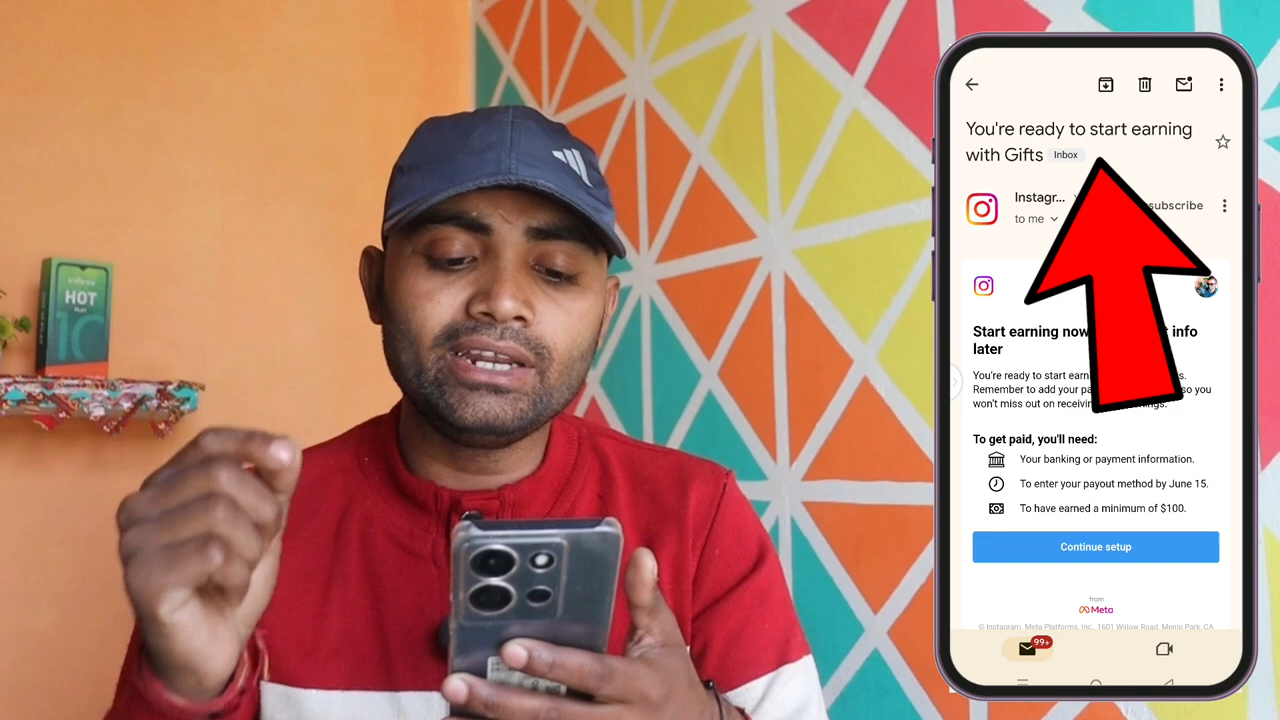 Infinix
HOT
PLAY
10
You're ready to start earning
with Gifts Inbox
Instagr...
subscribe
to me
Start earning now info
later
You're ready to start earn
Remember to add your pa so you
won't miss out on receivin
To get paid, you'll need:
Your banking or payment information.
To enter your payout method by June 15.
To have earned a minimum of $100.
Continue setup
from
Meta
© Instagram, Meta Platforms, Inc., 1601 Willow Road, Menlo Park, CA
99+